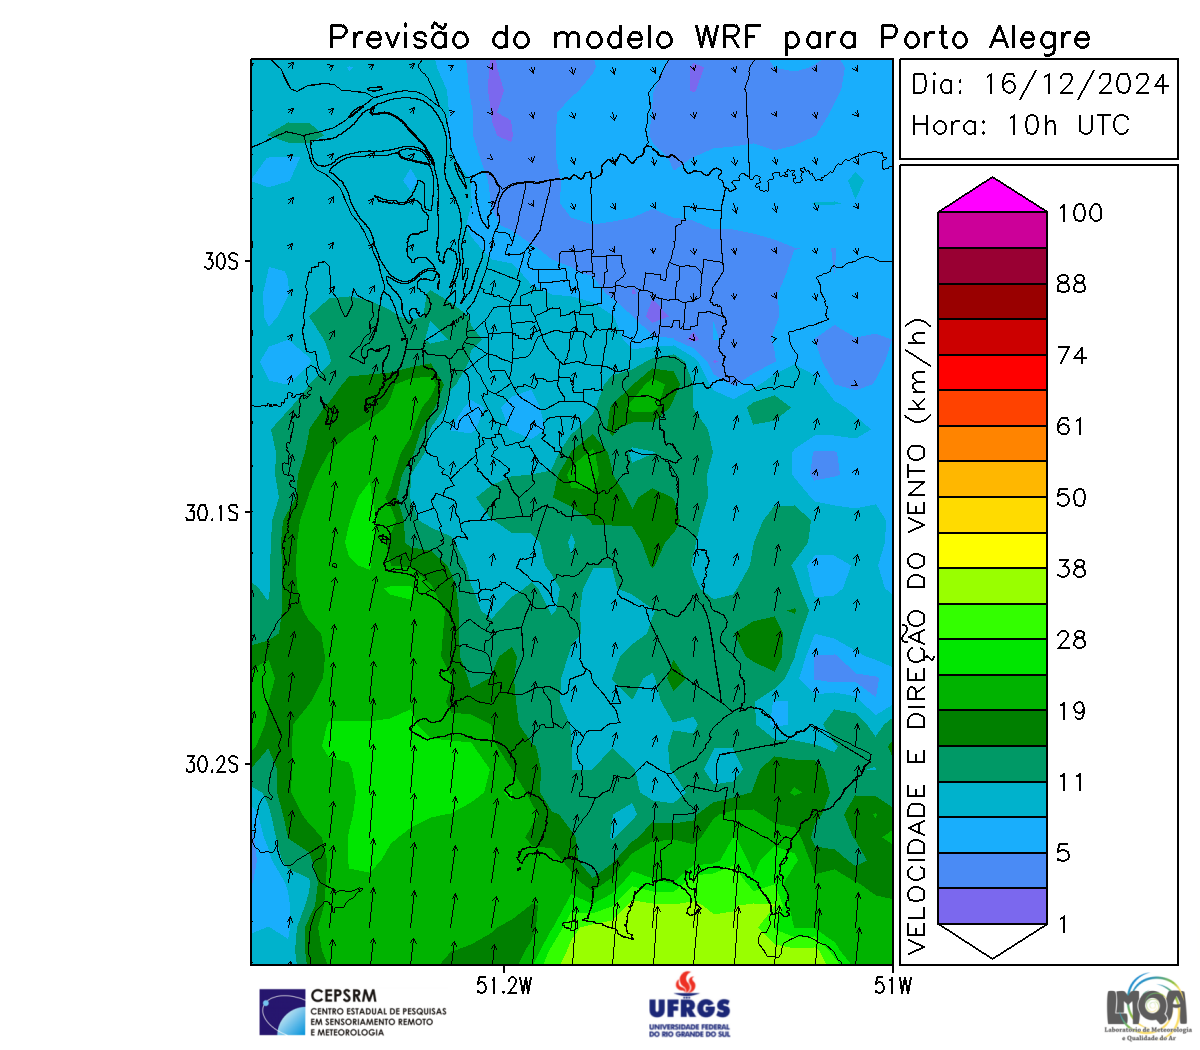 Previsão do modelo WRF para Porto Alegre
Dia: 16/12/2024
Hora: 10h UTC
30S
30.1S
30.2S
51.2W
51W
VELOCIDADE E DIREÇÃO DO VENTO (km/h)
100
88
74
61
50
38
28
19
11
5
1
CEPSRM
CENTRO ESTADUAL DE PESQUISAS
EM SENSORIAMENTO REMOTO
E METEOROLOGIA
UFRGS
UNIVERSIDADE FEDERAL
DO RIO GRANDE DO SUL
LMQA
Laboratório de Meteorologia
e Qualidade do Ar